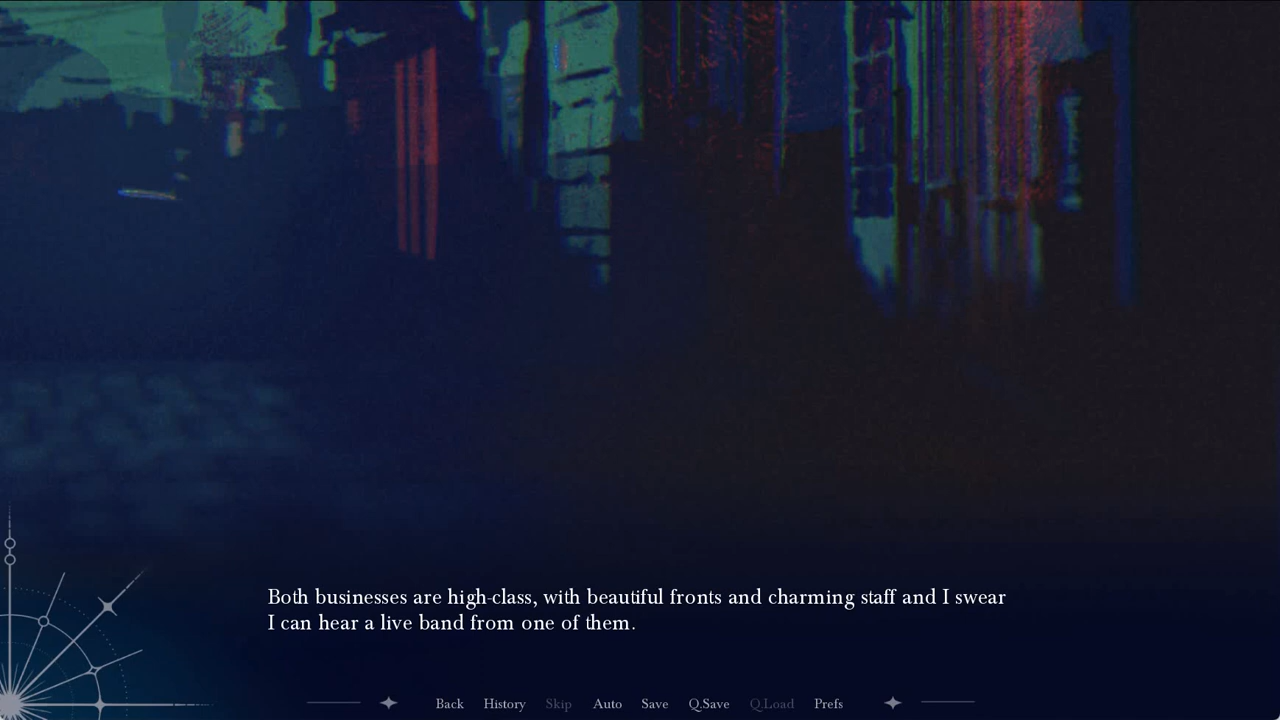 Both businesses are high-class, with beautiful fronts and charming staff and I swear
I can hear a live band from one of them.
Back History Skip Auto Save Q.Save Q.Load Prefs